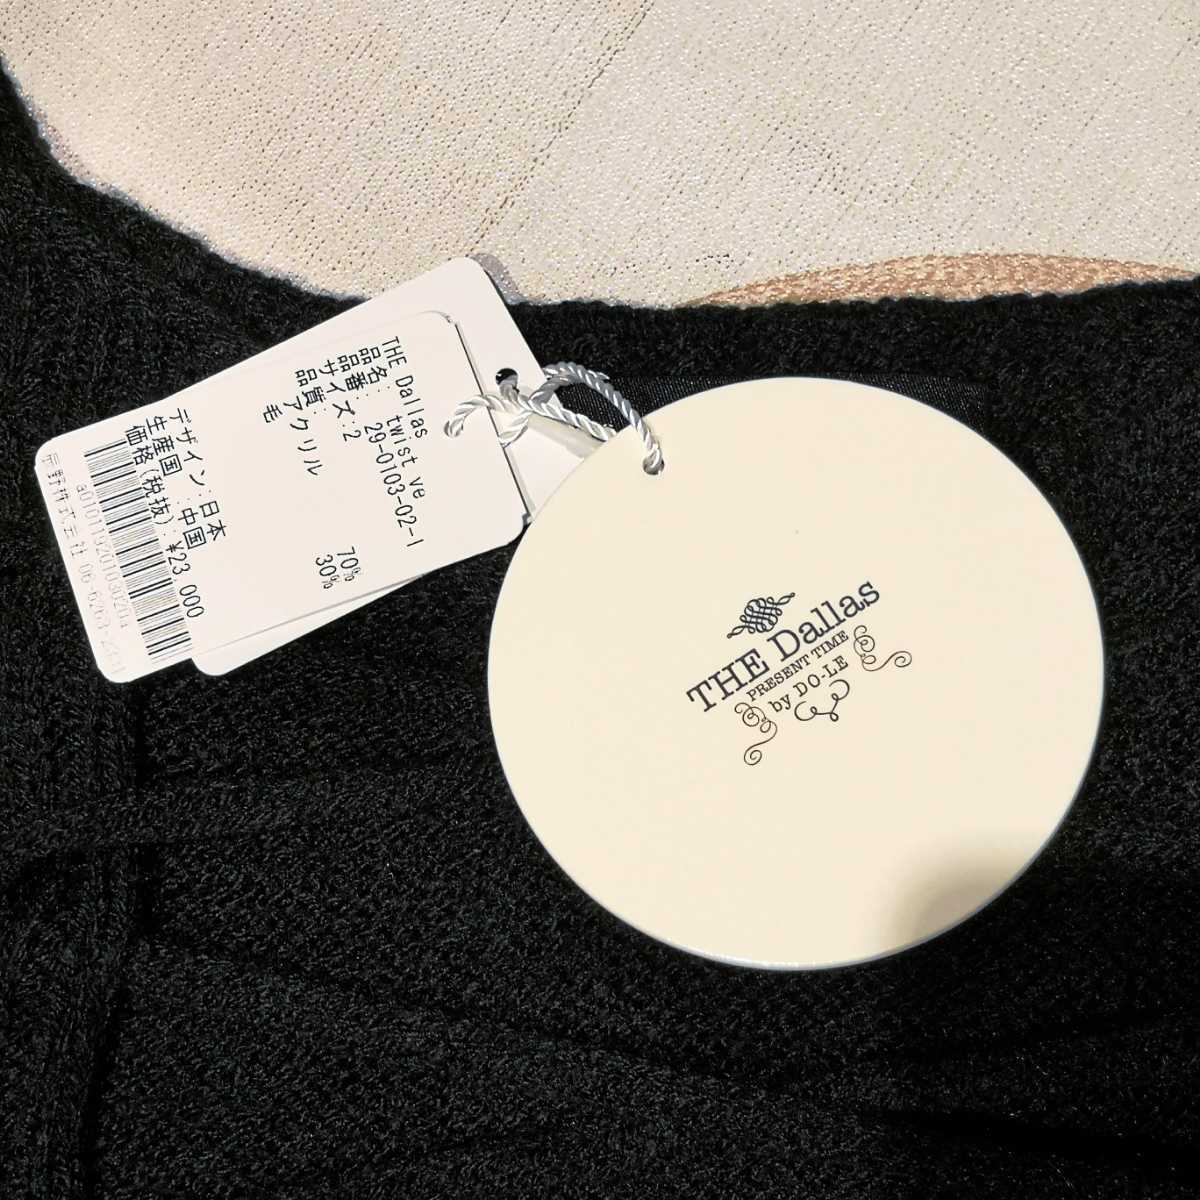 THE Dallas
品名: twist ve
品番: 29-0103-02-1
サイズ:2
品質:
アクリル 70%
毛 30%
デザイン:日本
生産国 :中国
価格(税抜):¥23,000
THE Dallas
PRESENT TIME
by DO-LE